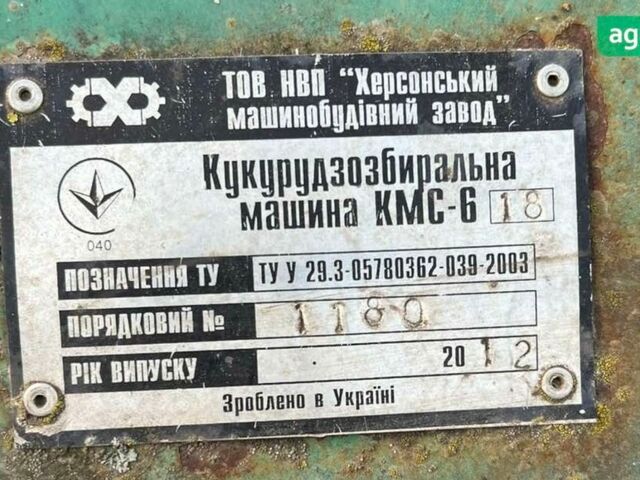 ag
ТОВ НВП “Херсонський
машинобудівний завод”
Кукурудзозбиральна
машина КМС-6 18
040
ПОЗНАЧЕННЯ ТУ ТУ У 29.3-05780362-039-2003
ПОРЯДКОВИЙ № 1180
РІК ВИПУСКУ 2012
Зроблено в Україні